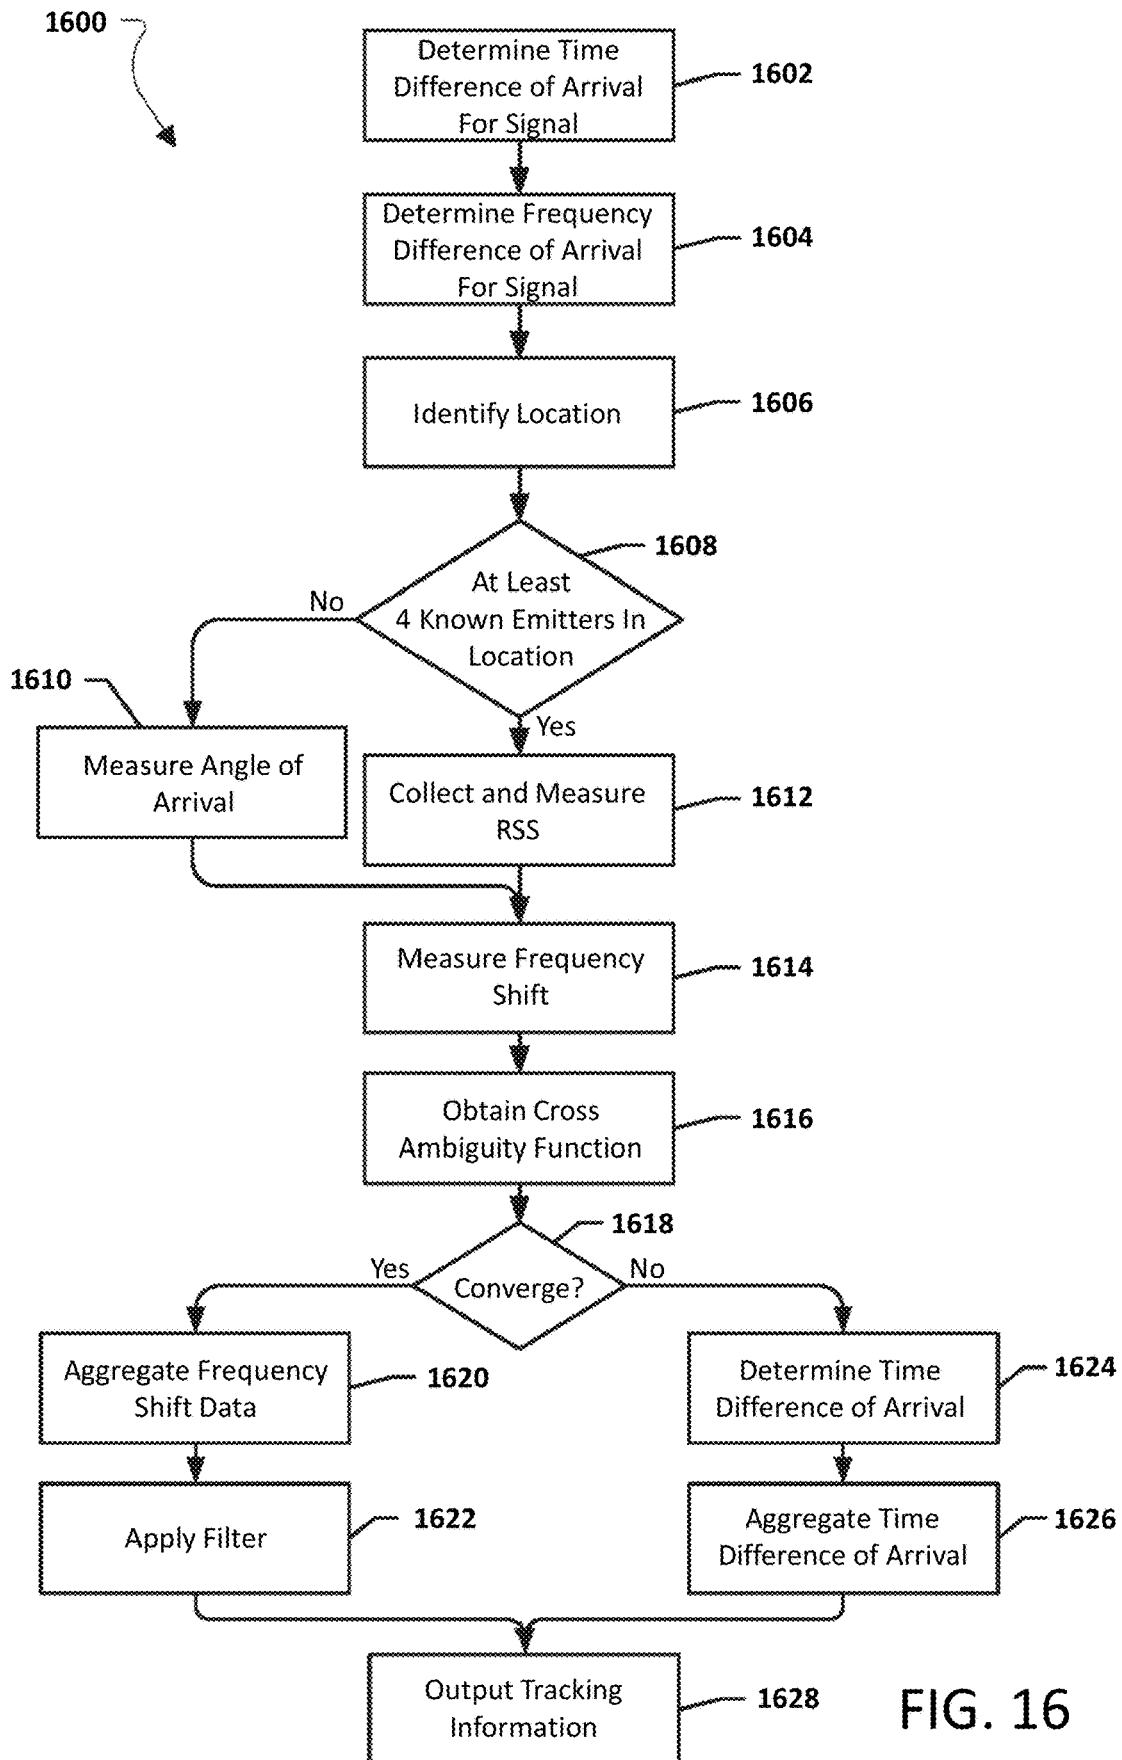 1600
Determine Time
Difference of Arrival
For Signal
1602
Determine Frequency
Difference of Arrival
For Signal
1604
Identify Location
1606
1608
At Least
4 Known Emitters In
Location
No
Yes
1610
Measure Angle of
Arrival
Collect and Measure
RSS
1612
Measure Frequency
Shift
1614
Obtain Cross
Ambiguity Function
1616
1618
Converge?
Yes
No
Aggregate Frequency
Shift Data
1620
Determine Time
Difference of Arrival
1624
Apply Filter
1622
Aggregate Time
Difference of Arrival
1626
Output Tracking
Information
1628
FIG. 16